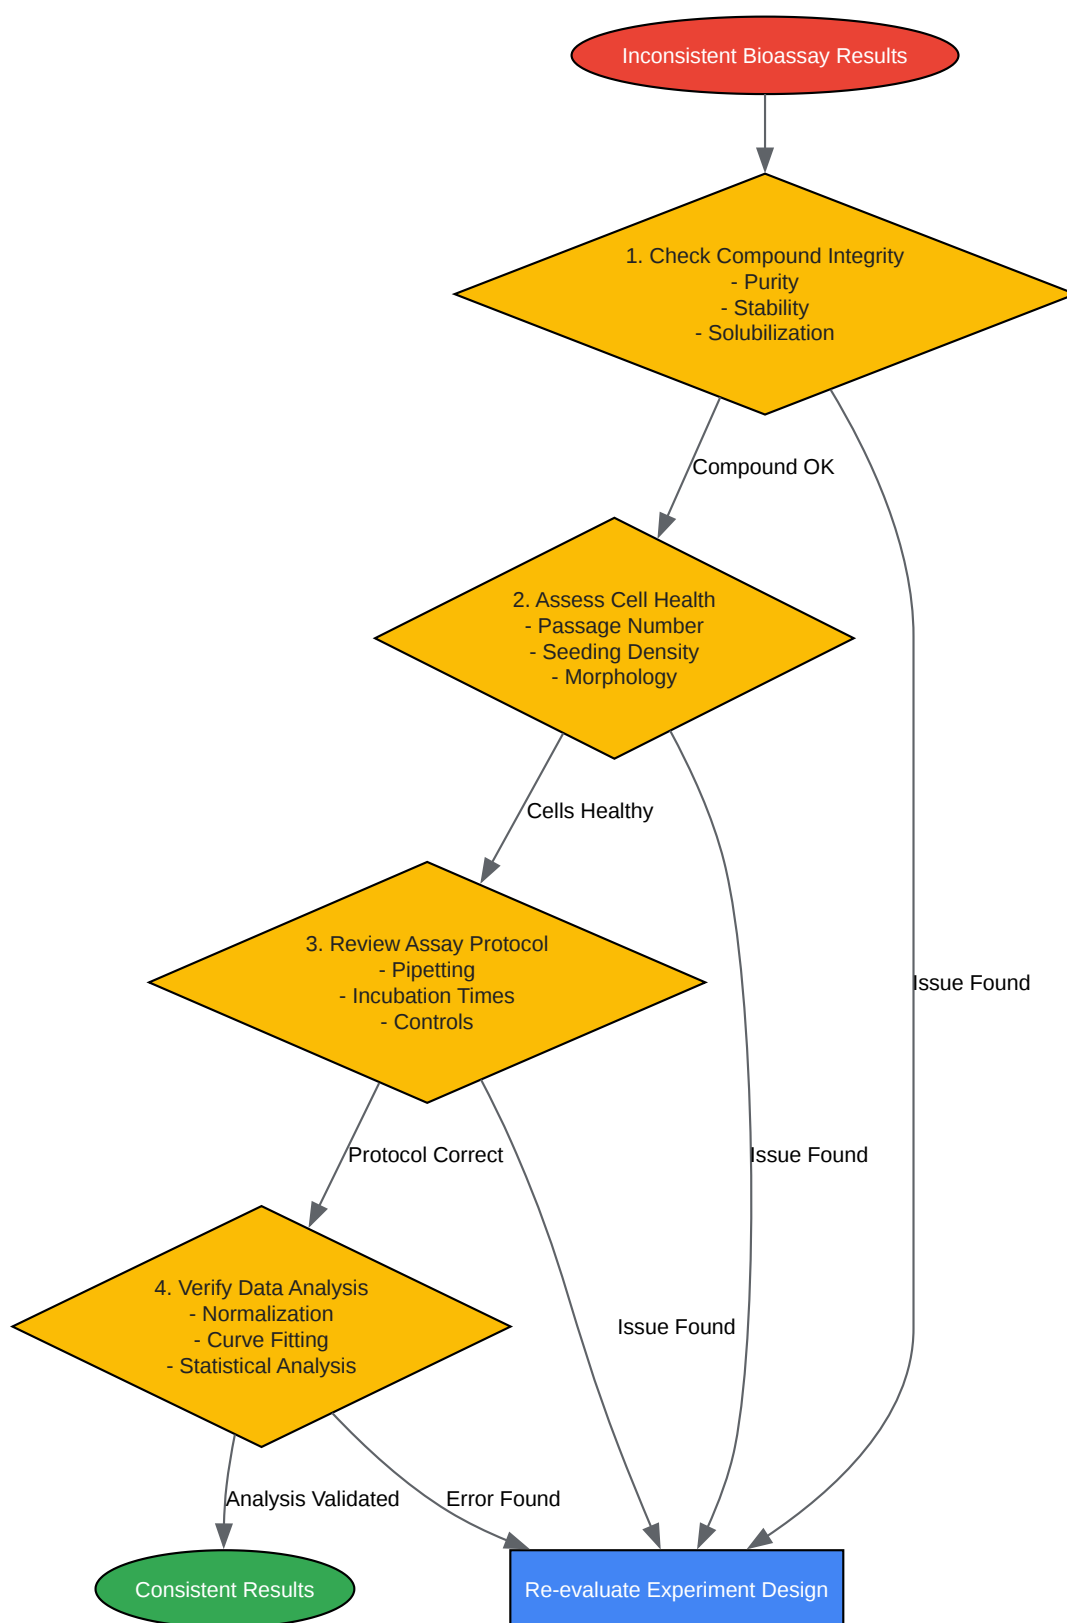 Inconsistent Bioassay Results
1. Check Compound Integrity
- Purity
- Stability
- Solubilization
Compound OK
2. Assess Cell Health
- Passage Number
- Seeding Density
- Morphology
Cells Healthy
3. Review Assay Protocol
- Pipetting
- Incubation Times
- Controls
Issue Found
Protocol Correct
Issue Found
4. Verify Data Analysis
- Normalization
- Curve Fitting
- Statistical Analysis
Issue Found
Analysis Validated
Error Found
Consistent Results
Re-evaluate Experiment Design